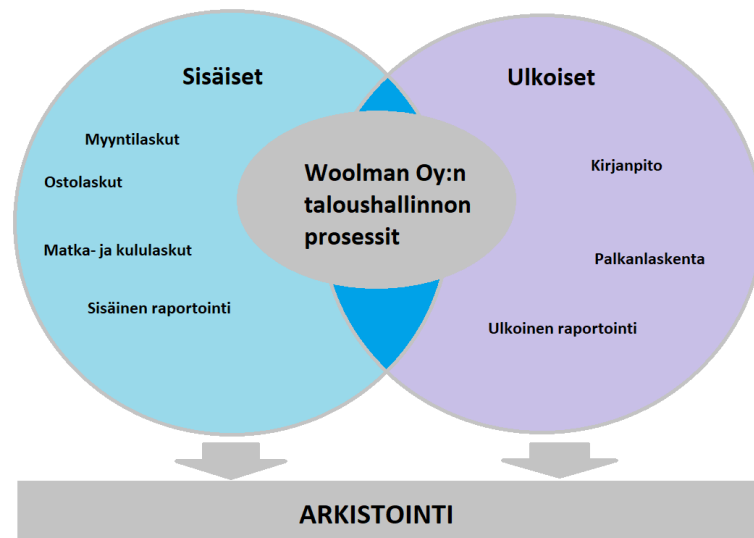 Sisäiset
Ulkoiset
Myyntilaskut
Ostolaskut
Matka- ja kululaskut
Sisäinen raportointi
Woolman Oy:n
taloushallinnon
prosessit
Kirjanpito
Palkanlaskenta
Ulkoinen raportointi
ARKISTOINTI